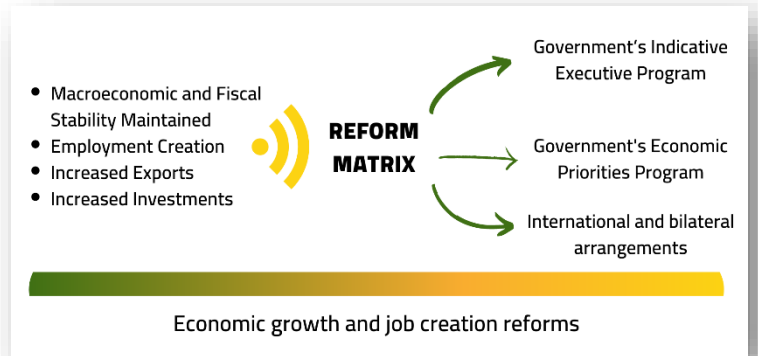 Macroeconomic and Fiscal
Stability Maintained
Employment Creation
Increased Exports
Increased Investments
REFORM
MATRIX
Government’s Indicative
Executive Program
Government's Economic
Priorities Program
International and bilateral
arrangements
Economic growth and job creation reforms